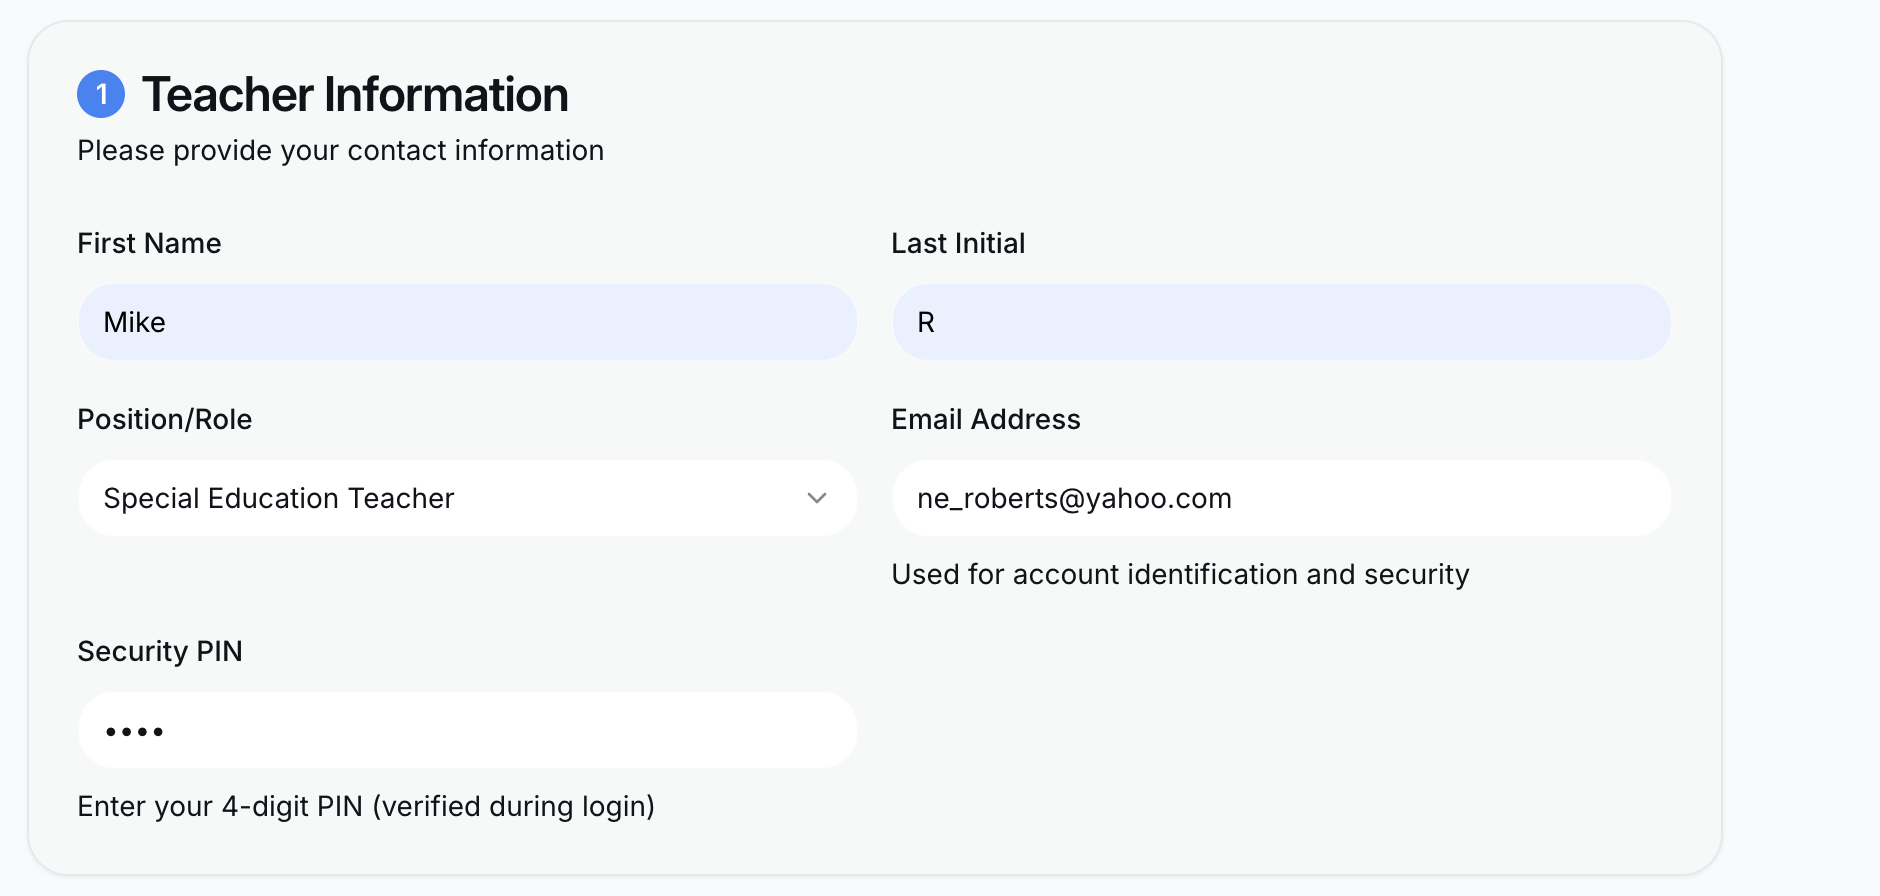 1 Teacher Information
Please provide your contact information
First Name
Last Initial
Mike
R
Position/Role
Email Address
Special Education Teacher
ne_roberts@yahoo.com
Used for account identification and security
Security PIN
••••
Enter your 4-digit PIN (verified during login)